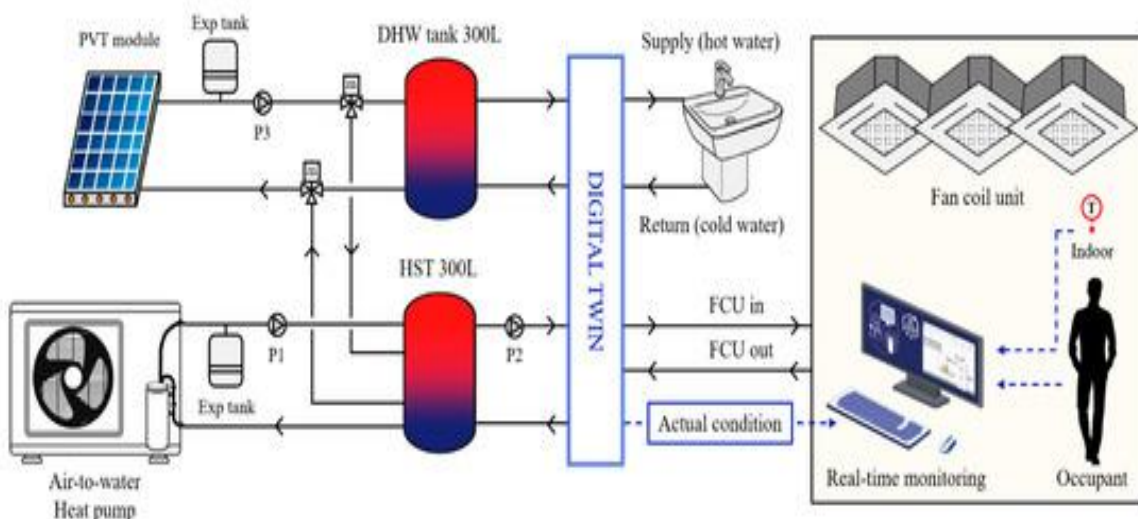 Exp tank
PVT module
DHW tank 300L
Supply (hot water)
P3
DIGITAL TWIN
Fan coil unit
Return (cold water)
T
Indoor
HST 300L
FCU in
P1
P2
FCU out
Exp tank
Actual condition
Air-to-water
Heat pump
Real-time monitoring
Occupant